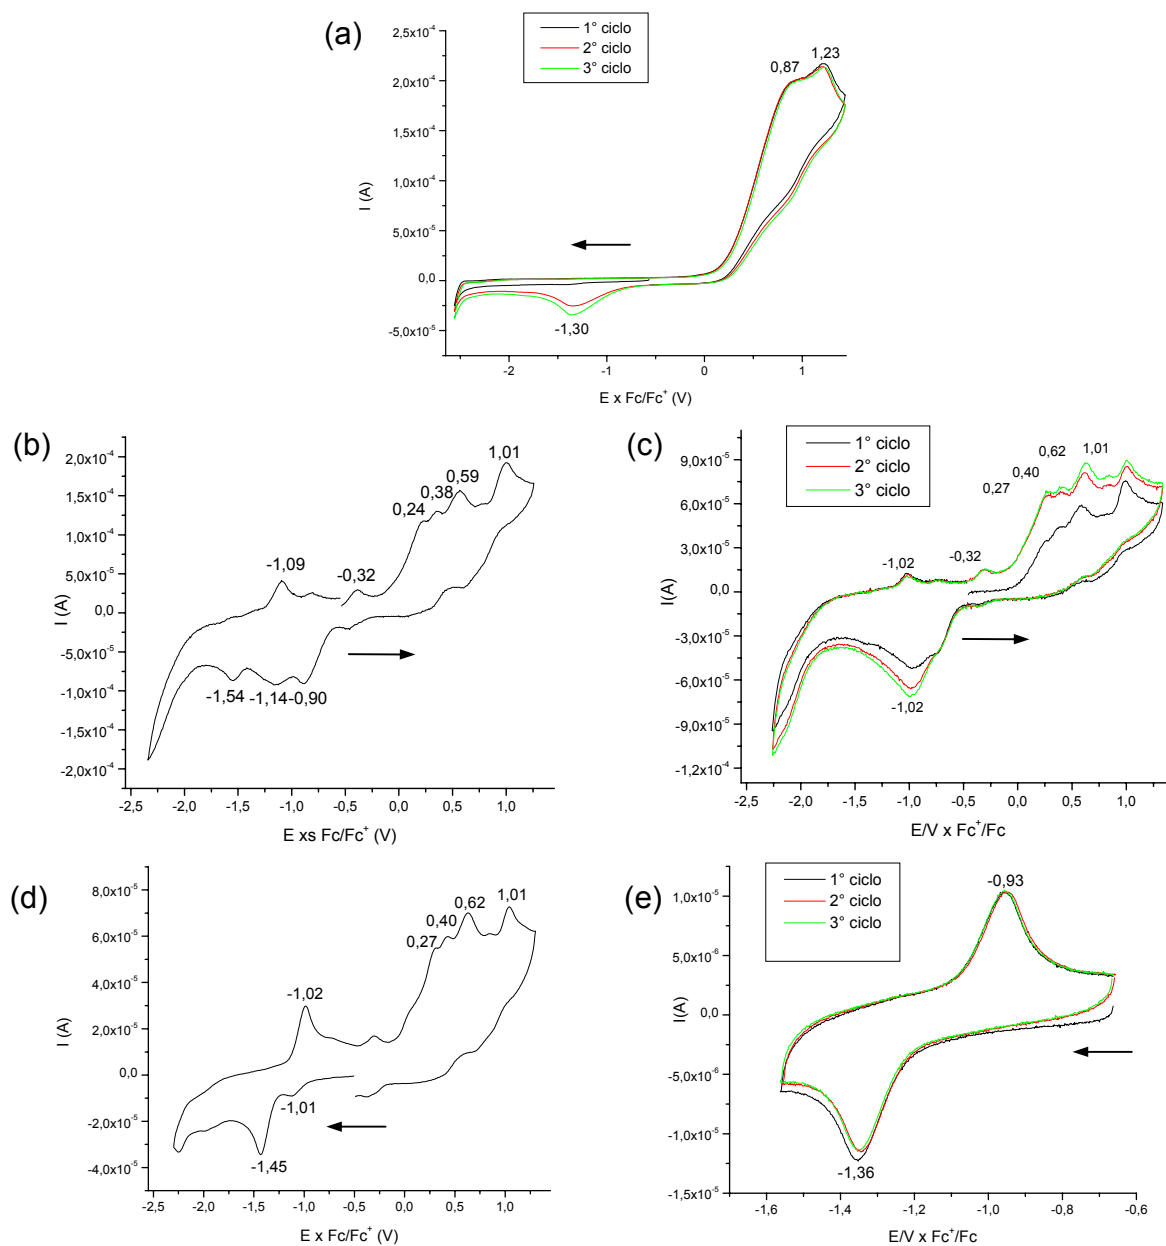 (a)
1° ciclo
2° ciclo
3° ciclo
2,5x10⁻⁴
2,0x10⁻⁴
1,5x10⁻⁴
1,0x10⁻⁴
5,0x10⁻⁵
0,0
-5,0x10⁻⁵
I (A)
0,87
1,23
-1,30
-2
-1
0
1
E x Fc/Fc⁺ (V)
(b)
2,0x10⁻⁴
1,5x10⁻⁴
1,0x10⁻⁴
5,0x10⁻⁵
0,0
-5,0x10⁻⁵
-1,0x10⁻⁴
-1,5x10⁻⁴
-2,0x10⁻⁴
I (A)
1,01
0,59
0,38
0,24
-1,09
-0,32
-1,54
-1,14
-0,90
-2,5
-2,0
-1,5
-1,0
-0,5
0,0
0,5
1,0
E xs Fc/Fc⁺ (V)
(c)
1° ciclo
2° ciclo
3° ciclo
9,0x10⁻⁵
6,0x10⁻⁵
3,0x10⁻⁵
0,0
-3,0x10⁻⁵
-6,0x10⁻⁵
-9,0x10⁻⁵
-1,2x10⁻⁴
I (A)
0,62
1,01
0,40
0,27
-0,32
-1,02
-1,02
-2,5
-2,0
-1,5
-1,0
-0,5
0,0
0,5
1,0
E/V x Fc⁺/Fc
(d)
8,0x10⁻⁵
6,0x10⁻⁵
4,0x10⁻⁵
2,0x10⁻⁵
0,0
-2,0x10⁻⁵
-4,0x10⁻⁵
I (A)
0,62
1,01
0,40
0,27
-1,02
-1,01
-1,45
-2,5
-2,0
-1,5
-1,0
-0,5
0,0
0,5
1,0
E x Fc/Fc⁺ (V)
(e)
1° ciclo
2° ciclo
3° ciclo
1,0x10⁻⁵
5,0x10⁻⁶
0,0
-5,0x10⁻⁶
-1,0x10⁻⁵
-1,5x10⁻⁵
I(A)
-0,93
-1,36
-1,6
-1,4
-1,2
-1,0
-0,8
-0,6
E/V x Fc⁺/Fc